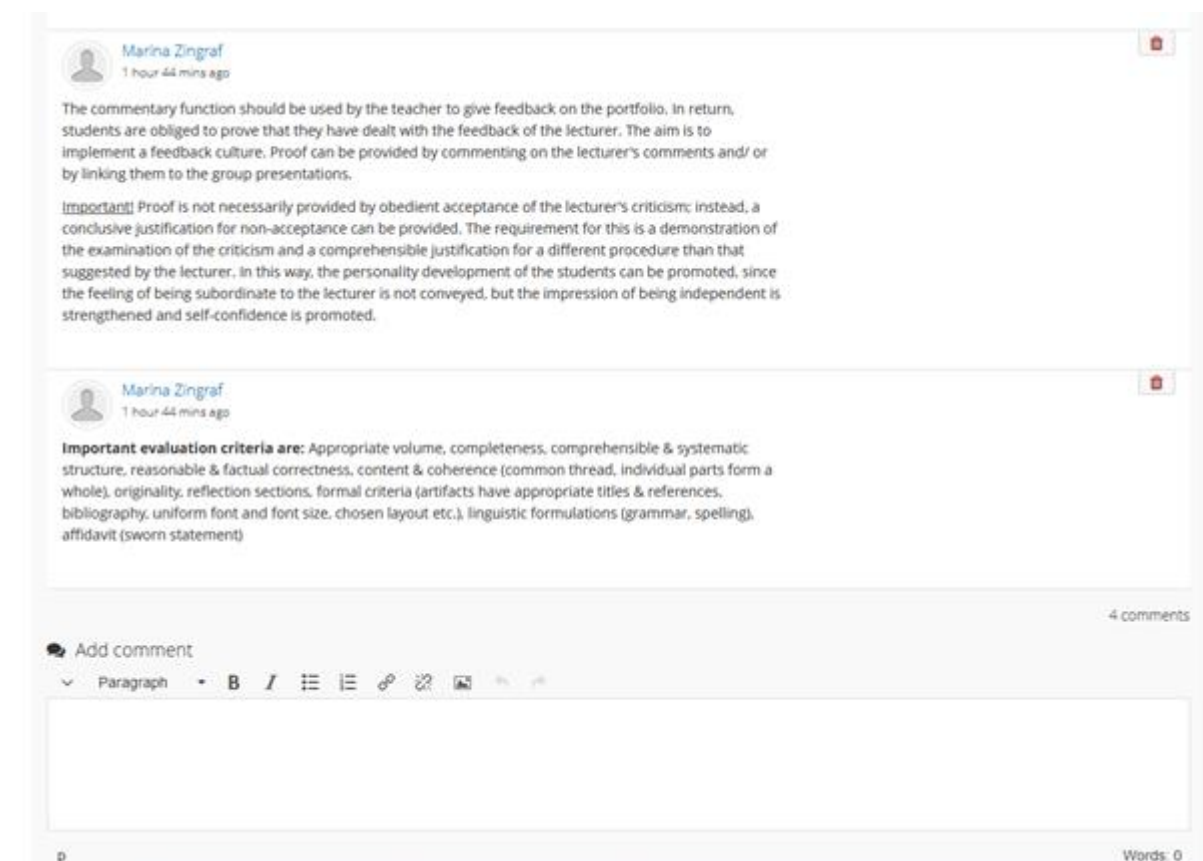 Marina Zingraf
1 hour 44 mins ago
The commentary function should be used by the teacher to give feedback on the portfolio. In return,
students are obliged to prove that they have dealt with the feedback of the lecturer. The aim is to
implement a feedback culture. Proof can be provided by commenting on the lecturer's comments and/ or
by linking them to the group presentations.
Important! Proof is not necessarily provided by obedient acceptance of the lecturer's criticism; instead, a
conclusive justification for non-acceptance can be provided. The requirement for this is a demonstration of
the examination of the criticism and a comprehensible justification for a different procedure than that
suggested by the lecturer. In this way, the personality development of the students can be promoted, since
the feeling of being subordinate to the lecturer is not conveyed, but the impression of being independent is
strengthened and self-confidence is promoted.
Marina Zingraf
1 hour 44 mins ago
Important evaluation criteria are: Appropriate volume, completeness, comprehensible & systematic
structure, reasonable & factual correctness, content & coherence (common thread, individual parts form a
whole), originality, reflection sections, formal criteria (artifacts have appropriate titles & references,
bibliography, uniform font and font size, chosen layout etc.), linguistic formulations (grammar, spelling),
affidavit (sworn statement)
4 comments
Add comment
Paragraph B I
p Words: 0